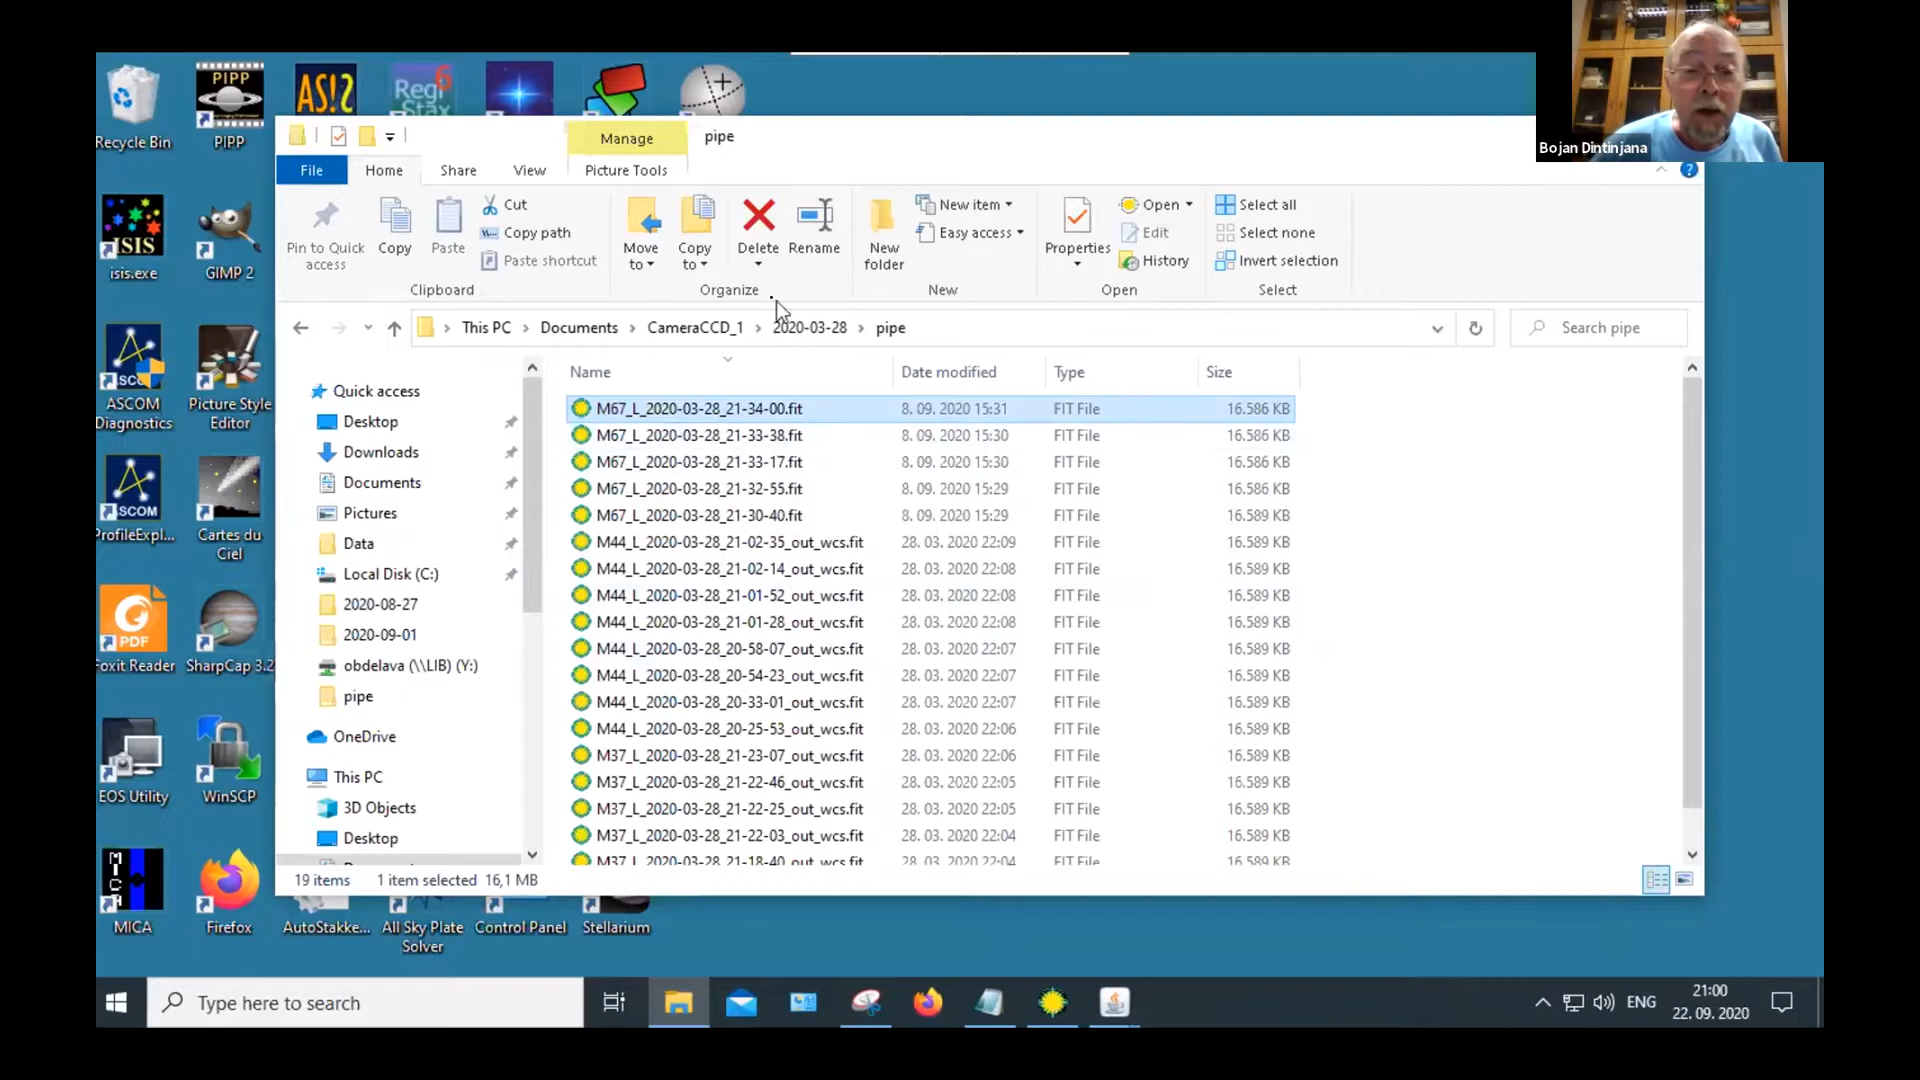 Recycle Bin
PIPP
PIPP
AS!S
RegiStax 6
Bojan Dintinjana
Manage
pipe
File
Home
Share
View
Picture Tools
Pin to Quick access
Copy
Paste
Cut
Copy path
Paste shortcut
Clipboard
Move to
Copy to
Delete
Rename
Organize
New folder
New item
Easy access
New
Properties
Open
Edit
History
Open
Select all
Select none
Invert selection
Select
This PC
Documents
CameraCCD_1
2020-03-28
pipe
Search pipe
ISIS
isis.exe
GIMP 2
ASCOM Diagnostics
Picture Style Editor
SCOM
ProfileExpl...
Cartes du Ciel
PDF
Foxit Reader
SharpCap 3.2
EOS Utility
WinSCP
MICA
MICA
Firefox
AutoStakke...
All Sky Plate Solver
Control Panel
Stellarium
Quick access
Desktop
Downloads
Documents
Pictures
Data
Local Disk (C:)
2020-08-27
2020-09-01
obdelava (\\LIB) (Y:)
pipe
OneDrive
This PC
3D Objects
Desktop
Name Date modified Type Size
M67_L_2020-03-28_21-34-00.fit 8. 09. 2020 15:31 FIT File 16.586 KB
M67_L_2020-03-28_21-33-38.fit 8. 09. 2020 15:30 FIT File 16.586 KB
M67_L_2020-03-28_21-33-17.fit 8. 09. 2020 15:30 FIT File 16.586 KB
M67_L_2020-03-28_21-32-55.fit 8. 09. 2020 15:29 FIT File 16.586 KB
M67_L_2020-03-28_21-30-40.fit 8. 09. 2020 15:29 FIT File 16.589 KB
M44_L_2020-03-28_21-02-35_out_wcs.fit 28. 03. 2020 22:09 FIT File 16.589 KB
M44_L_2020-03-28_21-02-14_out_wcs.fit 28. 03. 2020 22:08 FIT File 16.589 KB
M44_L_2020-03-28_21-01-52_out_wcs.fit 28. 03. 2020 22:08 FIT File 16.589 KB
M44_L_2020-03-28_21-01-28_out_wcs.fit 28. 03. 2020 22:08 FIT File 16.589 KB
M44_L_2020-03-28_20-58-07_out_wcs.fit 28. 03. 2020 22:07 FIT File 16.589 KB
M44_L_2020-03-28_20-54-23_out_wcs.fit 28. 03. 2020 22:07 FIT File 16.589 KB
M44_L_2020-03-28_20-33-01_out_wcs.fit 28. 03. 2020 22:07 FIT File 16.589 KB
M44_L_2020-03-28_20-25-53_out_wcs.fit 28. 03. 2020 22:06 FIT File 16.589 KB
M37_L_2020-03-28_21-23-07_out_wcs.fit 28. 03. 2020 22:06 FIT File 16.589 KB
M37_L_2020-03-28_21-22-46_out_wcs.fit 28. 03. 2020 22:05 FIT File 16.589 KB
M37_L_2020-03-28_21-22-25_out_wcs.fit 28. 03. 2020 22:05 FIT File 16.589 KB
M37_L_2020-03-28_21-22-03_out_wcs.fit 28. 03. 2020 22:04 FIT File 16.589 KB
M37_L_2020-03-28_21-18-40_out_wcs.fit 28. 03. 2020 22:04 FIT File 16.589 KB
19 items 1 item selected 16,1 MB
Type here to search
ENG
21:00
22. 09. 2020